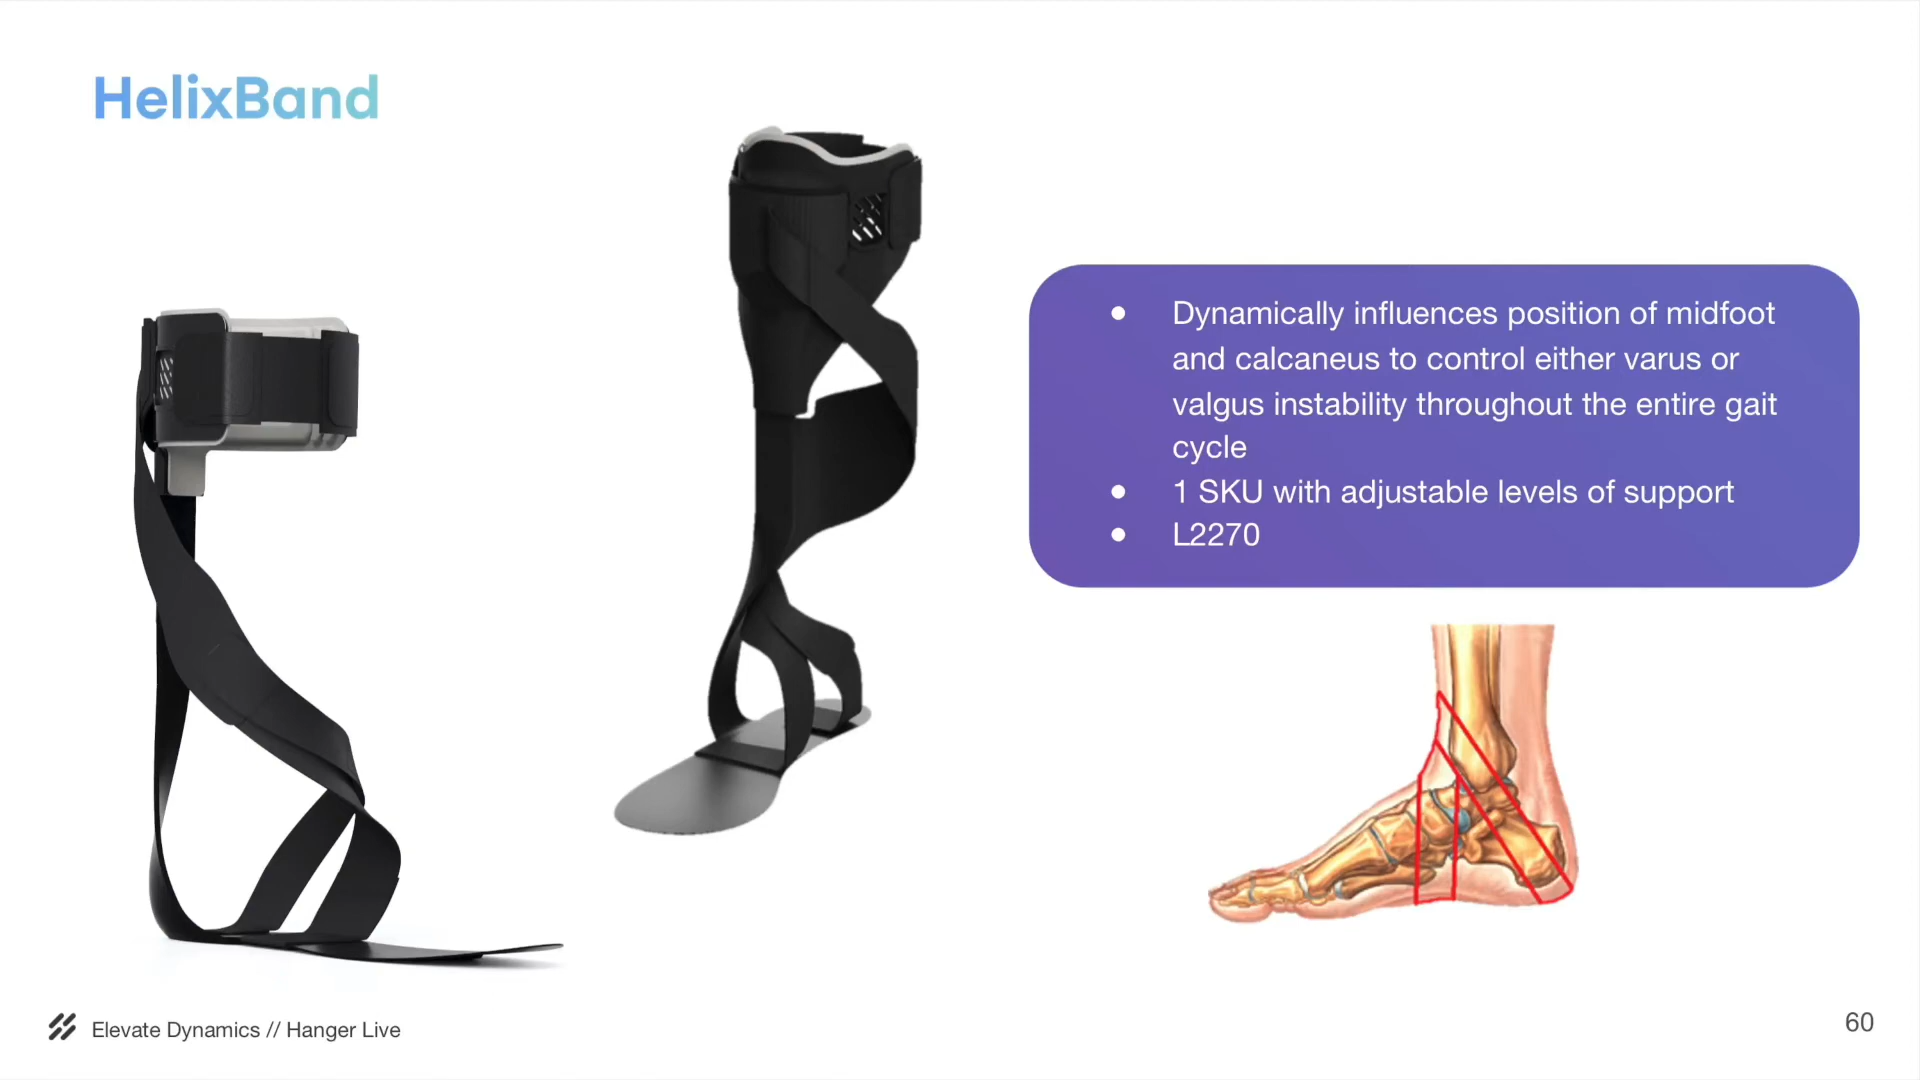 HelixBand
● Dynamically influences position of midfoot
and calcaneus to control either varus or
valgus instability throughout the entire gait
cycle
● 1 SKU with adjustable levels of support
● L2270
Elevate Dynamics // Hanger Live
60